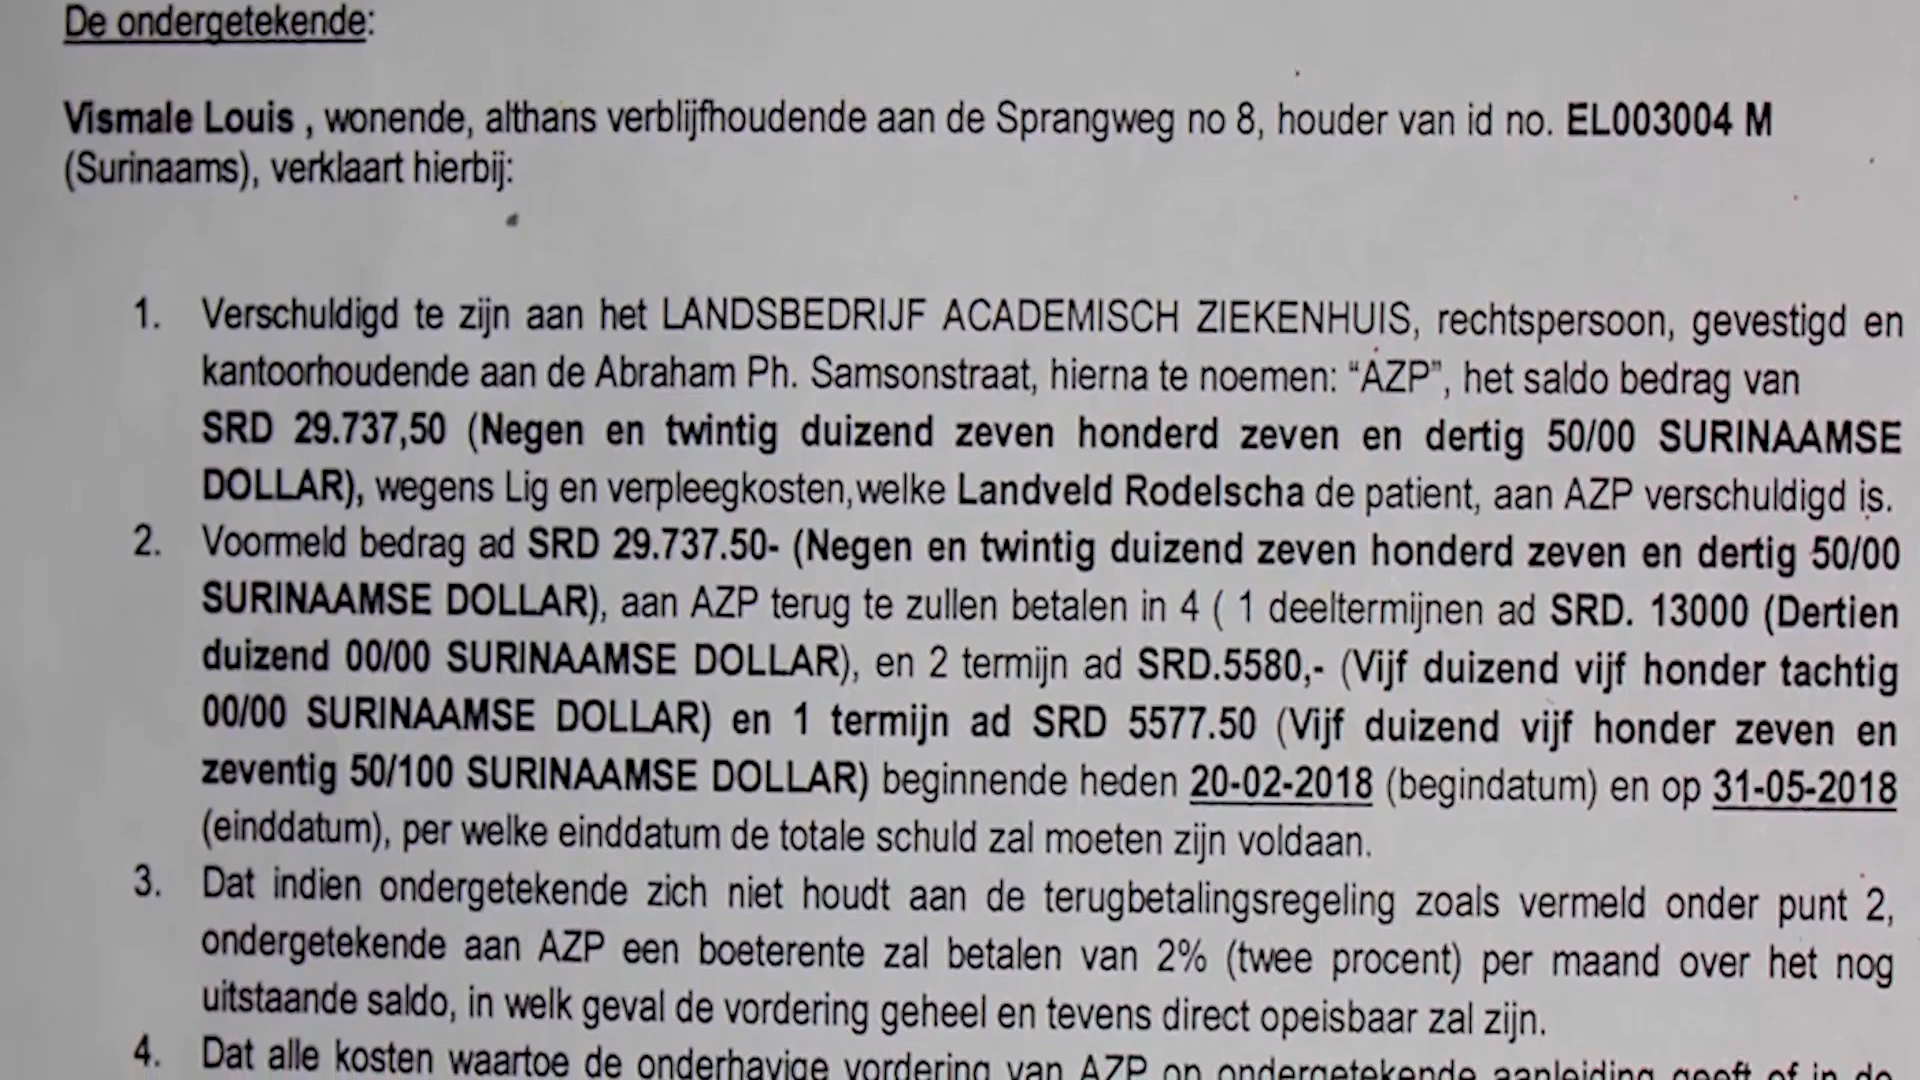 De ondergetekende:
Vismale Louis , wonende, althans verblijfhoudende aan de Sprangweg no 8, houder van id no. EL003004 M
(Surinaams), verklaart hierbij:
1. Verschuldigd te zijn aan het LANDSBEDRIJF ACADEMISCH ZIEKENHUIS, rechtspersoon, gevestigd en
kantoorhoudende aan de Abraham Ph. Samsonstraat, hierna te noemen: “AZP”, het saldo bedrag van
SRD 29.737,50 (Negen en twintig duizend zeven honderd zeven en dertig 50/00 SURINAAMSE
DOLLAR), wegens Lig en verpleegkosten,welke Landveld Rodelscha de patient, aan AZP verschuldigd is.
2. Voormeld bedrag ad SRD 29.737.50- (Negen en twintig duizend zeven honderd zeven en dertig 50/00
SURINAAMSE DOLLAR), aan AZP terug te zullen betalen in 4 ( 1 deeltermijnen ad SRD. 13000 (Dertien
duizend 00/00 SURINAAMSE DOLLAR), en 2 termijn ad SRD.5580,- (Vijf duizend vijf honder tachtig
00/00 SURINAAMSE DOLLAR) en 1 termijn ad SRD 5577.50 (Vijf duizend vijf honder zeven en
zeventig 50/100 SURINAAMSE DOLLAR) beginnende heden 20-02-2018 (begindatum) en op 31-05-2018
(einddatum), per welke einddatum de totale schuld zal moeten zijn voldaan.
3. Dat indien ondergetekende zich niet houdt aan de terugbetalingsregeling zoals vermeld onder punt 2,
ondergetekende aan AZP een boeterente zal betalen van 2% (twee procent) per maand over het nog
uitstaande saldo, in welk geval de vordering geheel en tevens direct opeisbaar zal zijn.
4. Dat alle kosten waartoe de onderhavige vordering van AZP op ondergetekende aanleiding geeft of in de